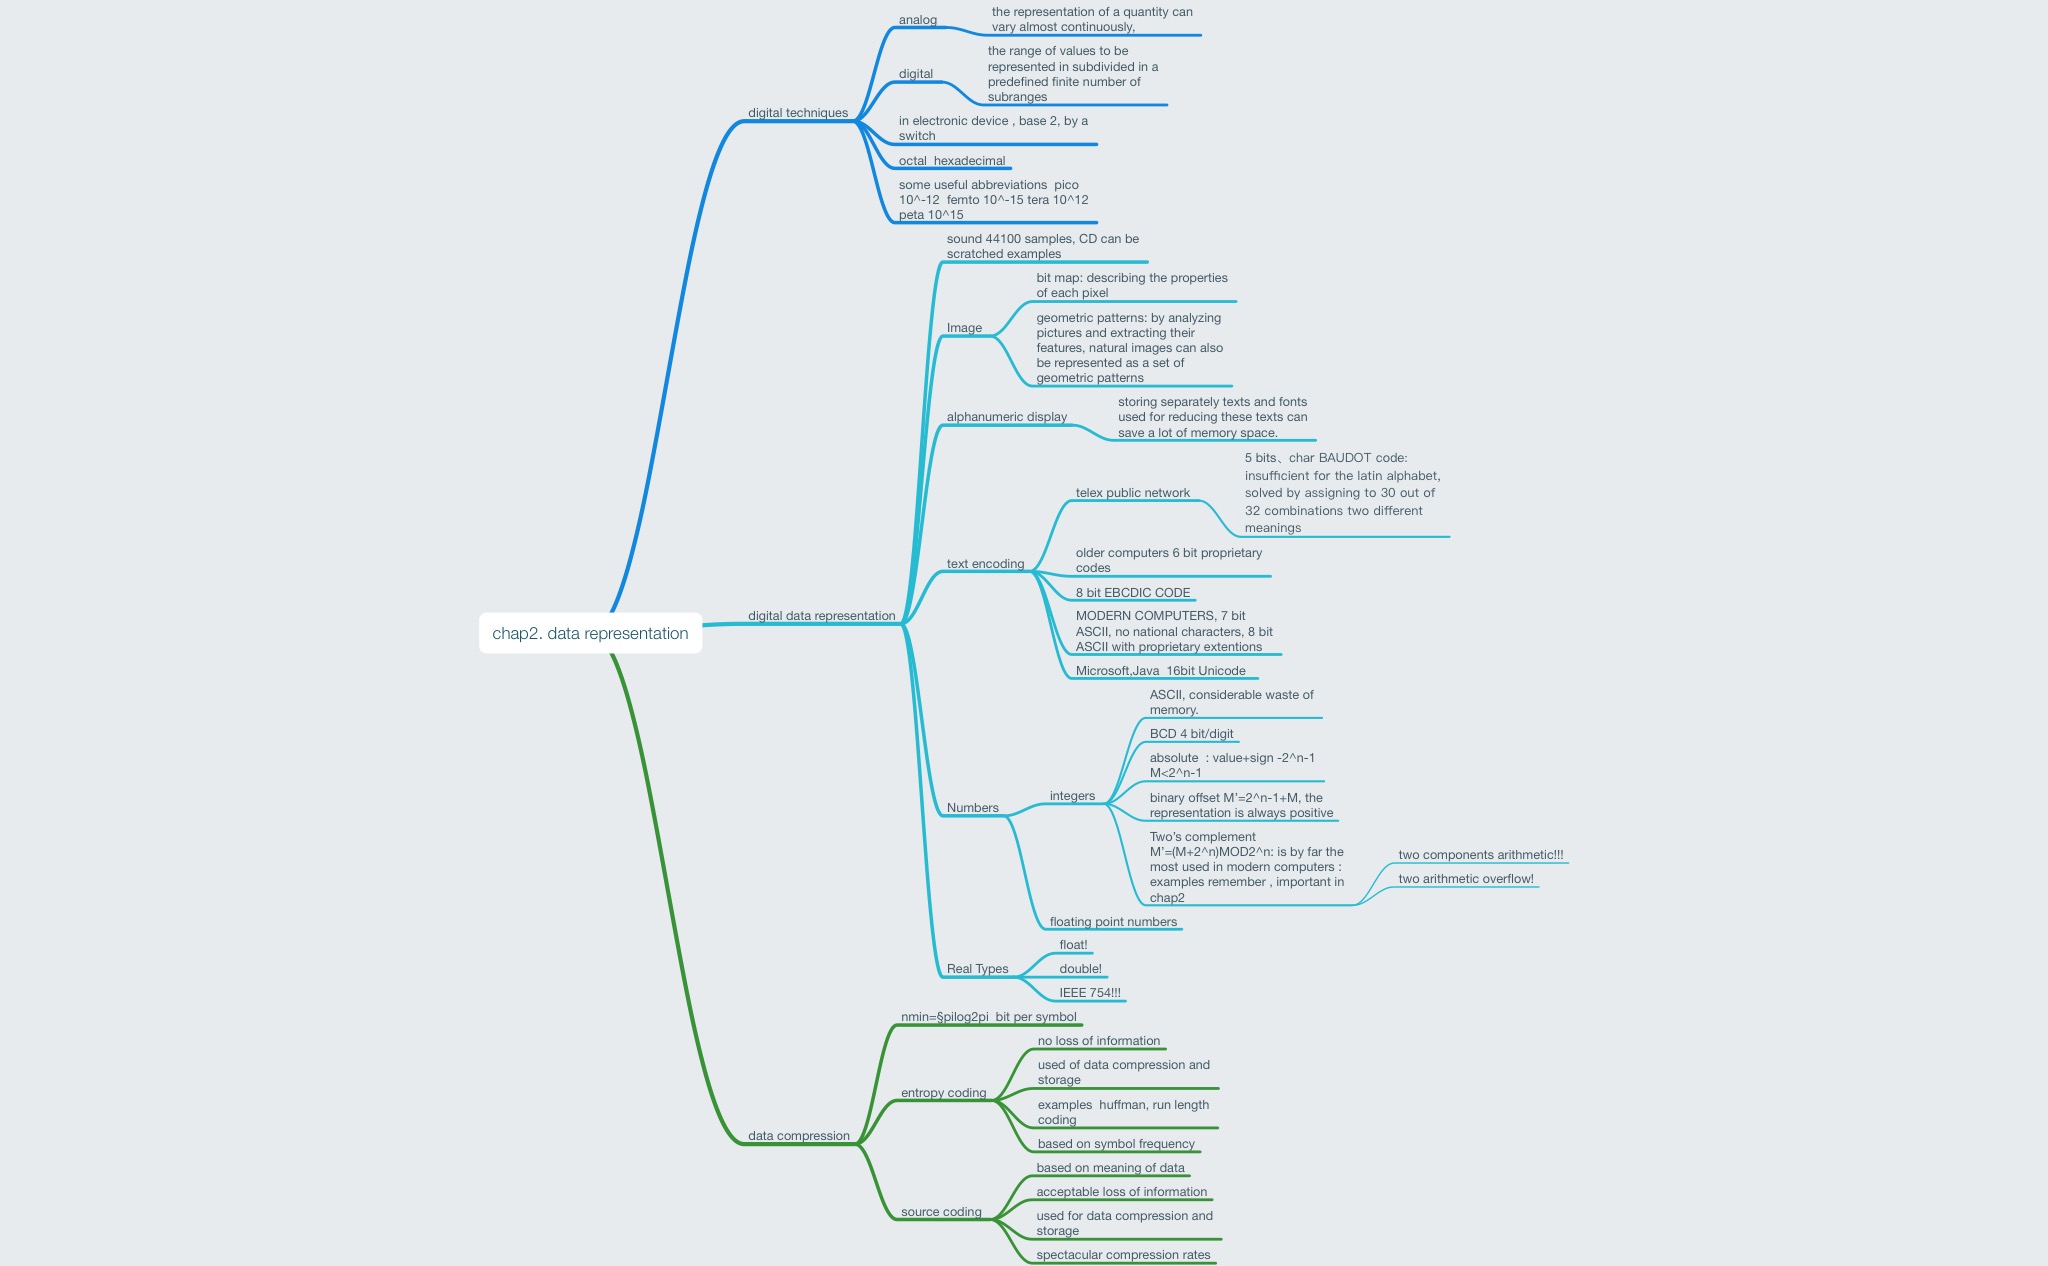 analog
the representation of a quantity can
vary almost continuously,
digital
the range of values to be
represented in subdivided in a
predefined finite number of
subranges
digital techniques
in electronic device , base 2, by a
switch
octal  hexadecimal
some useful abbreviations  pico
10^-12  femto 10^-15 tera 10^12
peta 10^15
sound 44100 samples, CD can be
scratched examples
bit map: describing the properties
of each pixel
Image
geometric patterns: by analyzing
pictures and extracting their
features, natural images can also
be represented as a set of
geometric patterns
alphanumeric display
storing separately texts and fonts
used for reducing these texts can
save a lot of memory space.
telex public network
5 bits、char BAUDOT code:
insufficient for the latin alphabet,
solved by assigning to 30 out of
32 combinations two different
meanings
text encoding
older computers 6 bit proprietary
codes
8 bit EBCDIC CODE
MODERN COMPUTERS, 7 bit
ASCII, no national characters, 8 bit
ASCII with proprietary extentions
Microsoft,Java  16bit Unicode
digital data representation
chap2. data representation
ASCII, considerable waste of
memory.
BCD 4 bit/digit
absolute  : value+sign -2^n-1
M<2^n-1
integers
binary offset M'=2^n-1+M, the
representation is always positive
Numbers
Two's complement
M'=(M+2^n)MOD2^n: is by far the
most used in modern computers :
examples remember , important in
chap2
two components arithmetic!!!
two arithmetic overflow!
floating point numbers
float!
Real Types
double!
IEEE 754!!!
nmin=§pilog2pi  bit per symbol
no loss of information
used of data compression and
storage
entropy coding
examples  huffman, run length
coding
based on symbol frequency
data compression
based on meaning of data
acceptable loss of information
source coding
used for data compression and
storage
spectacular compression rates